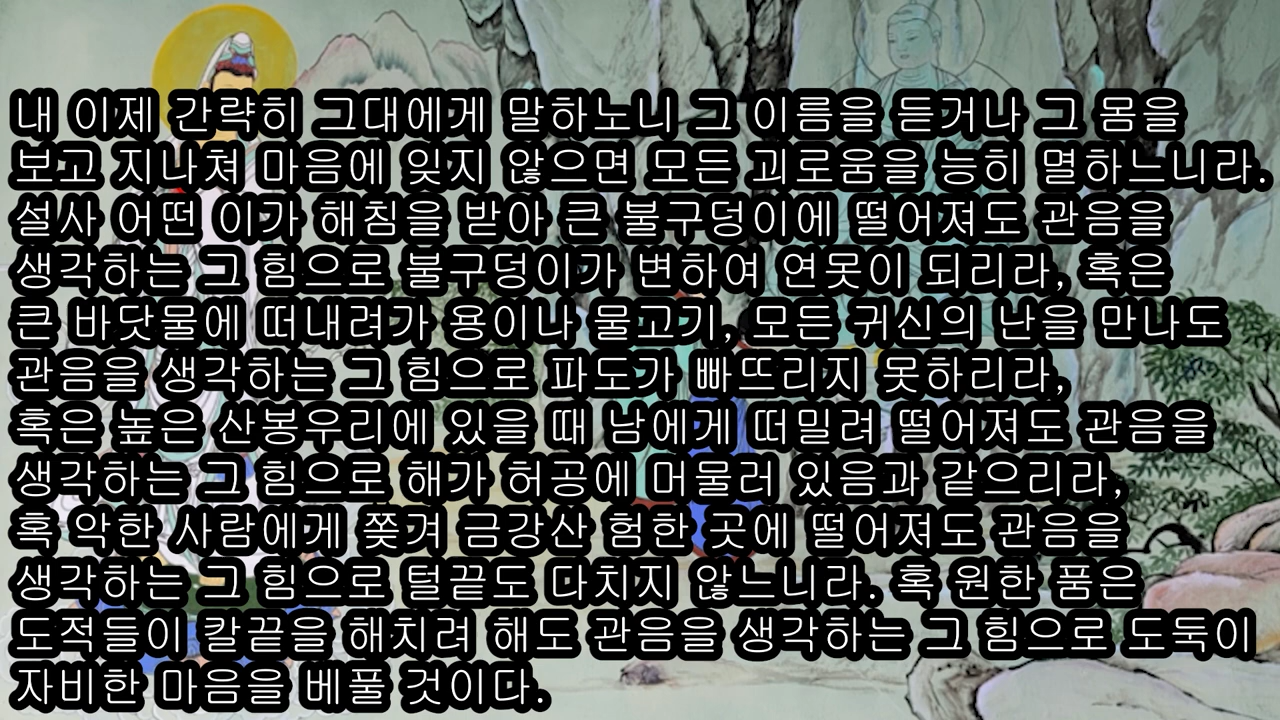 내 이제 간략히 그대에게 말하노니 그 이름을 듣거나 그 몸을
보고 지나쳐 마음에 잊지 않으면 모든 괴로움을 능히 멸하느니라.
설사 어떤 이가 해침을 받아 큰 불구덩이에 떨어져도 관음을
생각하는 그 힘으로 불구덩이가 변하여 연못이 되리라, 혹은
큰 바닷물에 떠내려가 용이나 물고기, 모든 귀신의 난을 만나도
관음을 생각하는 그 힘으로 파도가 빠뜨리지 못하리라,
혹은 높은 산봉우리에 있을 때 남에게 떠밀려 떨어져도 관음을
생각하는 그 힘으로 해가 허공에 머물러 있음과 같으리라,
혹 악한 사람에게 쫓겨 금강산 험한 곳에 떨어져도 관음을
생각하는 그 힘으로 털끝도 다치지 않느니라. 혹 원한 품은
도적들이 칼끝을 해치려 해도 관음을 생각하는 그 힘으로 도둑이
자비한 마음을 베풀 것이다.